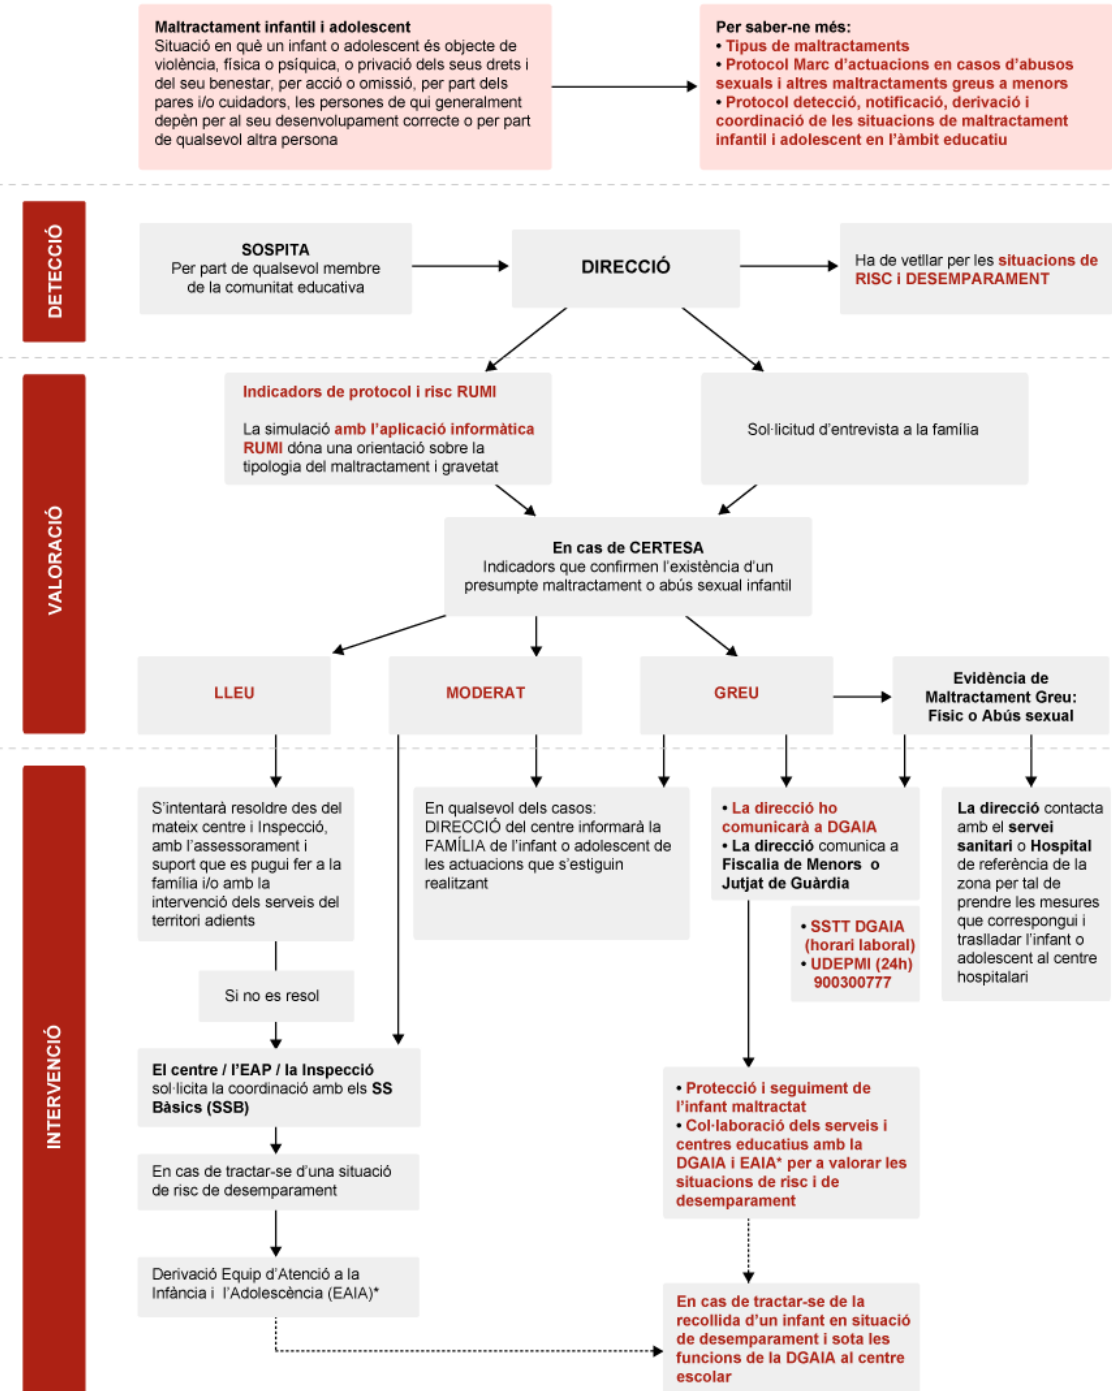 Maltractament infantil i adolescent
Situació en què un infant o adolescent és objecte de
violència, física o psíquica, o privació dels seus drets i
del seu benestar, per acció o omissió, per part dels
pares i/o cuidadors, les persones de qui generalment
depèn per al seu desenvolupament correcte o per part
de qualsevol altra persona
Per saber-ne més:
• Tipus de maltractaments
• Protocol Marc d'actuacions en casos d'abusos
sexuals i altres maltractaments greus a menors
• Protocol detecció, notificació, derivació i
coordinació de les situacions de maltractament
infantil i adolescent en l'àmbit educatiu
DETECCIÓ
SOSPITA
Per part de qualsevol membre
de la comunitat educativa
DIRECCIÓ
Ha de vetllar per les situacions de
RISC i DESEMPARAMENT
VALORACIÓ
Indicadors de protocol i risc RUMI
La simulació amb l'aplicació informàtica
RUMI dóna una orientació sobre la
tipologia del maltractament i gravetat
Sol·licitud d'entrevista a la família
En cas de CERTESA
Indicadors que confirmen l'existència d'un
presumpte maltractament o abús sexual infantil
LLEU
MODERAT
GREU
Evidència de
Maltractament Greu:
Físic o Abús sexual
INTERVENCIÓ
S'intentarà resoldre des del
mateix centre i Inspecció,
amb l'assessorament i
suport que es pugui fer a la
família i/o amb la
intervenció dels serveis del
territori adients
En qualsevol dels casos:
DIRECCIÓ del centre informarà la
FAMÍLIA de l'infant o adolescent de
les actuacions que s'estiguin
realitzant
• La direcció ho
comunicarà a DGAIA
• La direcció comunica a
Fiscalia de Menors o
Jutjat de Guàrdia
• SSTT DGAIA
(horari laboral)
• UDEPMI (24h)
900300777
La direcció contacta
amb el servei
sanitari o Hospital
de referència de la
zona per tal de
prendre les mesures
que correspongui i
traslladar l'infant o
adolescent al centre
hospitalari
Si no es resol
El centre / l'EAP / la Inspecció
sol·licita la coordinació amb els SS
Bàsics (SSB)
En cas de tractar-se d'una situació
de risc de desemparament
Derivació Equip d'Atenció a la
Infància i l'Adolescència (EAIA)*
• Protecció i seguiment de
l'infant maltractat
• Col·laboració dels serveis i
centres educatius amb la
DGAIA i EAIA* per a valorar les
situacions de risc i de
desemparament
En cas de tractar-se de la
recollida d'un infant en situació
de desemparament i sota les
funcions de la DGAIA al centre
escolar